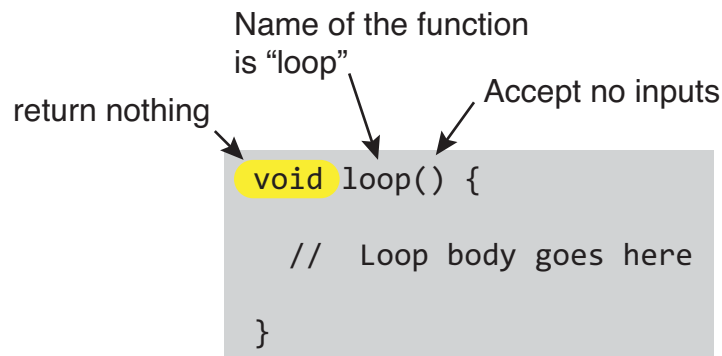 Name of the function
is “loop”
return nothing
Accept no inputs
void loop() {
//  Loop body goes here
}